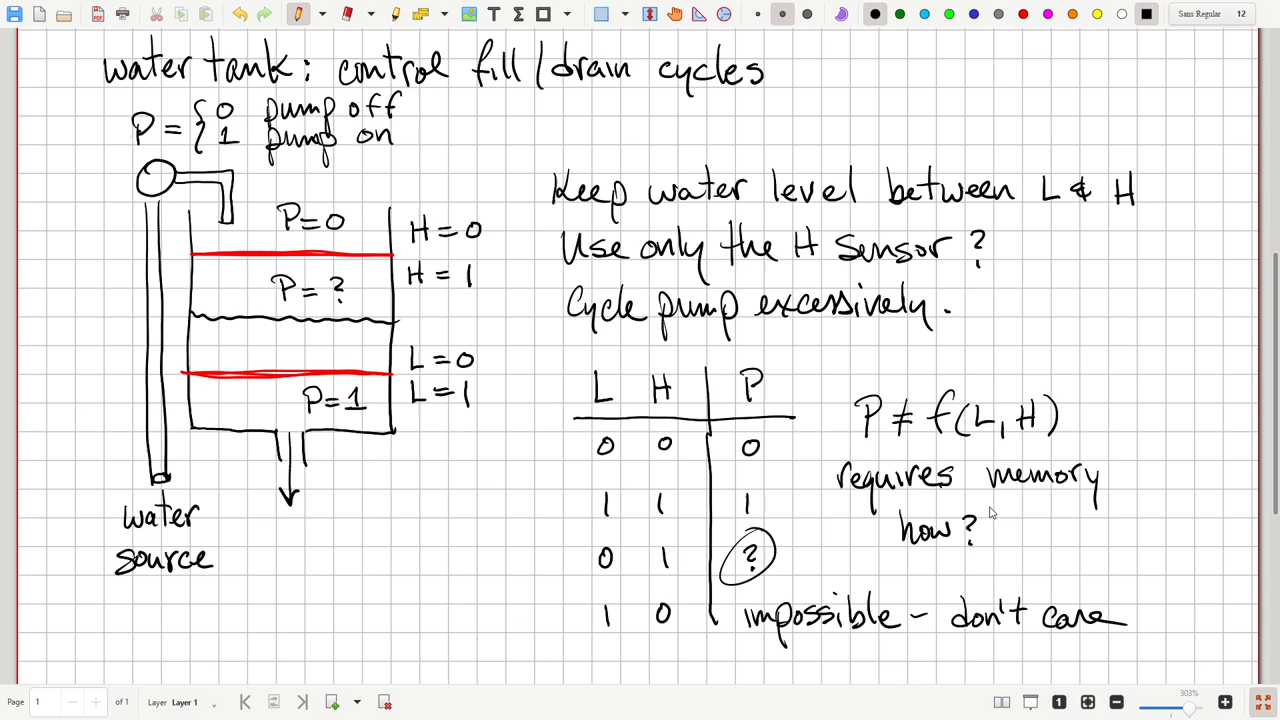 Sans Regular 12
water tank: control fill/drain cycles
P = { 0 pump off
1 pump on
Keep water level between L & H
Use only the H sensor?
Cycle pump excessively.
P=0
H=0
H=1
P=?
L=0
L=1
P=1
water
source
L H P
0 0 0
1 1 1
0 1 ?
1 0 impossible - don't care
P ≠ f(L, H)
requires memory
how?
Page 1 of 1 Layer Layer 1 303%